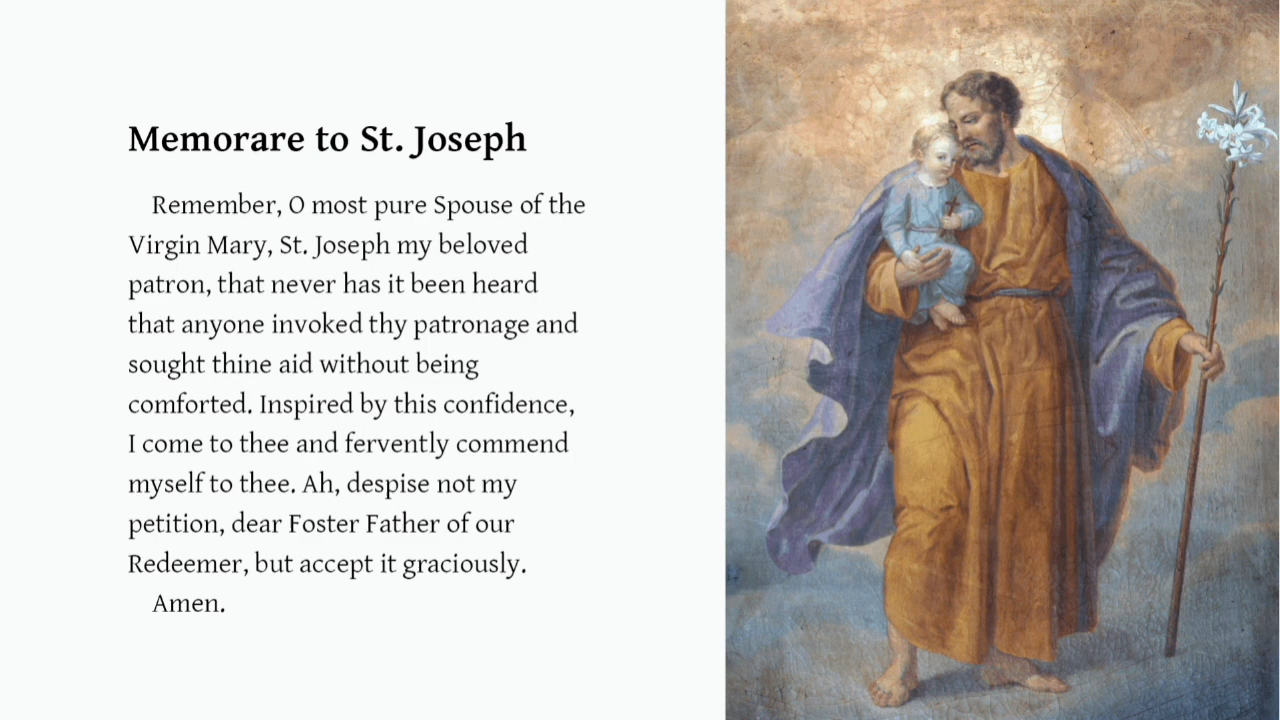 Memorare to St. Joseph
Remember, O most pure Spouse of the
Virgin Mary, St. Joseph my beloved
patron, that never has it been heard
that anyone invoked thy patronage and
sought thine aid without being
comforted. Inspired by this confidence,
I come to thee and fervently commend
myself to thee. Ah, despise not my
petition, dear Foster Father of our
Redeemer, but accept it graciously.
Amen.